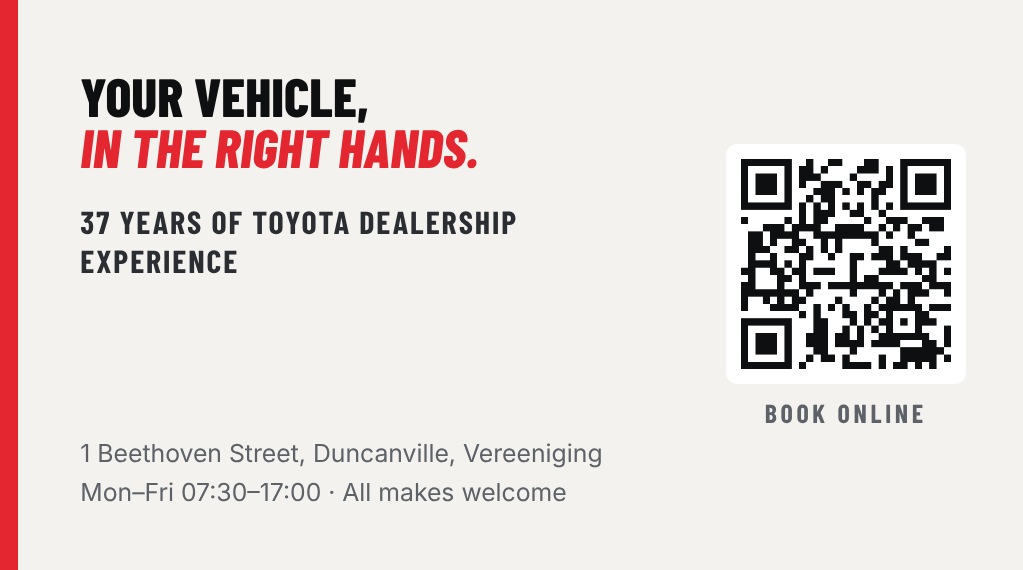 YOUR VEHICLE,
IN THE RIGHT HANDS.
37 YEARS OF TOYOTA DEALERSHIP
EXPERIENCE
BOOK ONLINE
1 Beethoven Street, Duncanville, Vereeniging
Mon–Fri 07:30–17:00 · All makes welcome